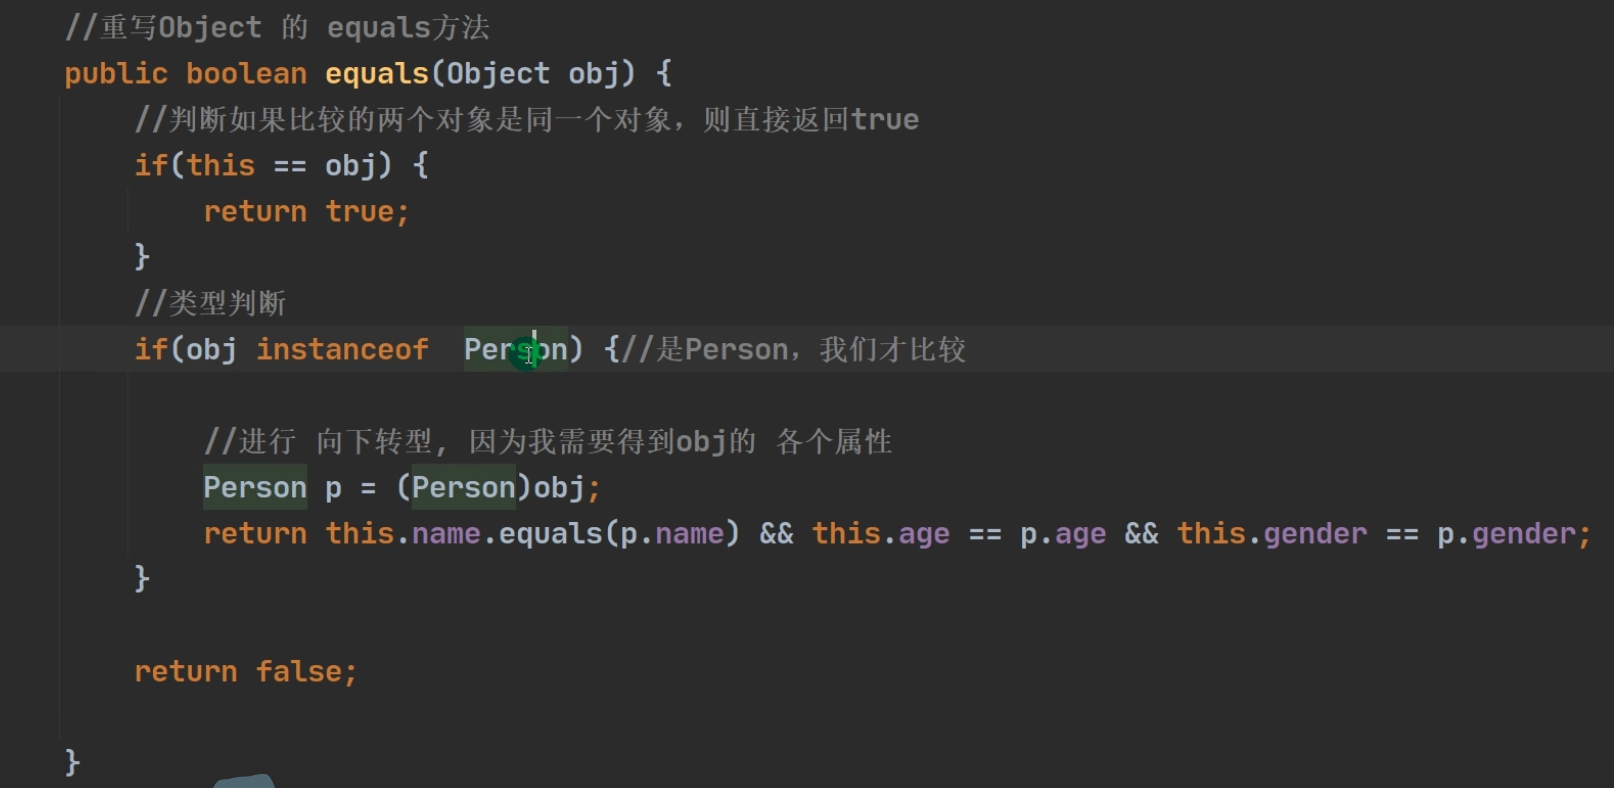 //重写Object 的 equals方法
public boolean equals(Object obj) {
//判断如果比较的两个对象是同一个对象，则直接返回true
if(this == obj) {
return true;
}
//类型判断
if(obj instanceof  Person) {//是Person，我们才比较
//进行 向下转型, 因为我需要得到obj的 各个属性
Person p = (Person)obj;
return this.name.equals(p.name) && this.age == p.age && this.gender == p.gender;
}
return false;
}